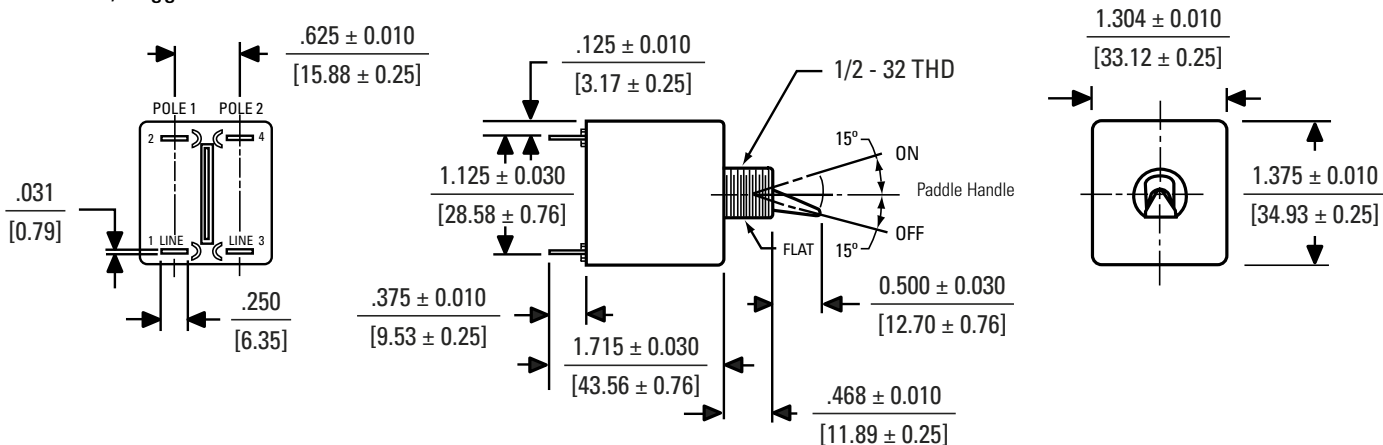 .625 ± 0.010
[15.88 ± 0.25]
POLE 1 POLE 2
2 4
1 LINE LINE 3
.031
[0.79]
.250
[6.35]
.125 ± 0.010
[3.17 ± 0.25]
1/2 - 32 THD
1.125 ± 0.030
[28.58 ± 0.76]
15º
ON
Paddle Handle
OFF
15º
FLAT
.375 ± 0.010
[9.53 ± 0.25]
1.715 ± 0.030
[43.56 ± 0.76]
0.500 ± 0.030
[12.70 ± 0.76]
.468 ± 0.010
[11.89 ± 0.25]
1.304 ± 0.010
[33.12 ± 0.25]
1.375 ± 0.010
[34.93 ± 0.25]